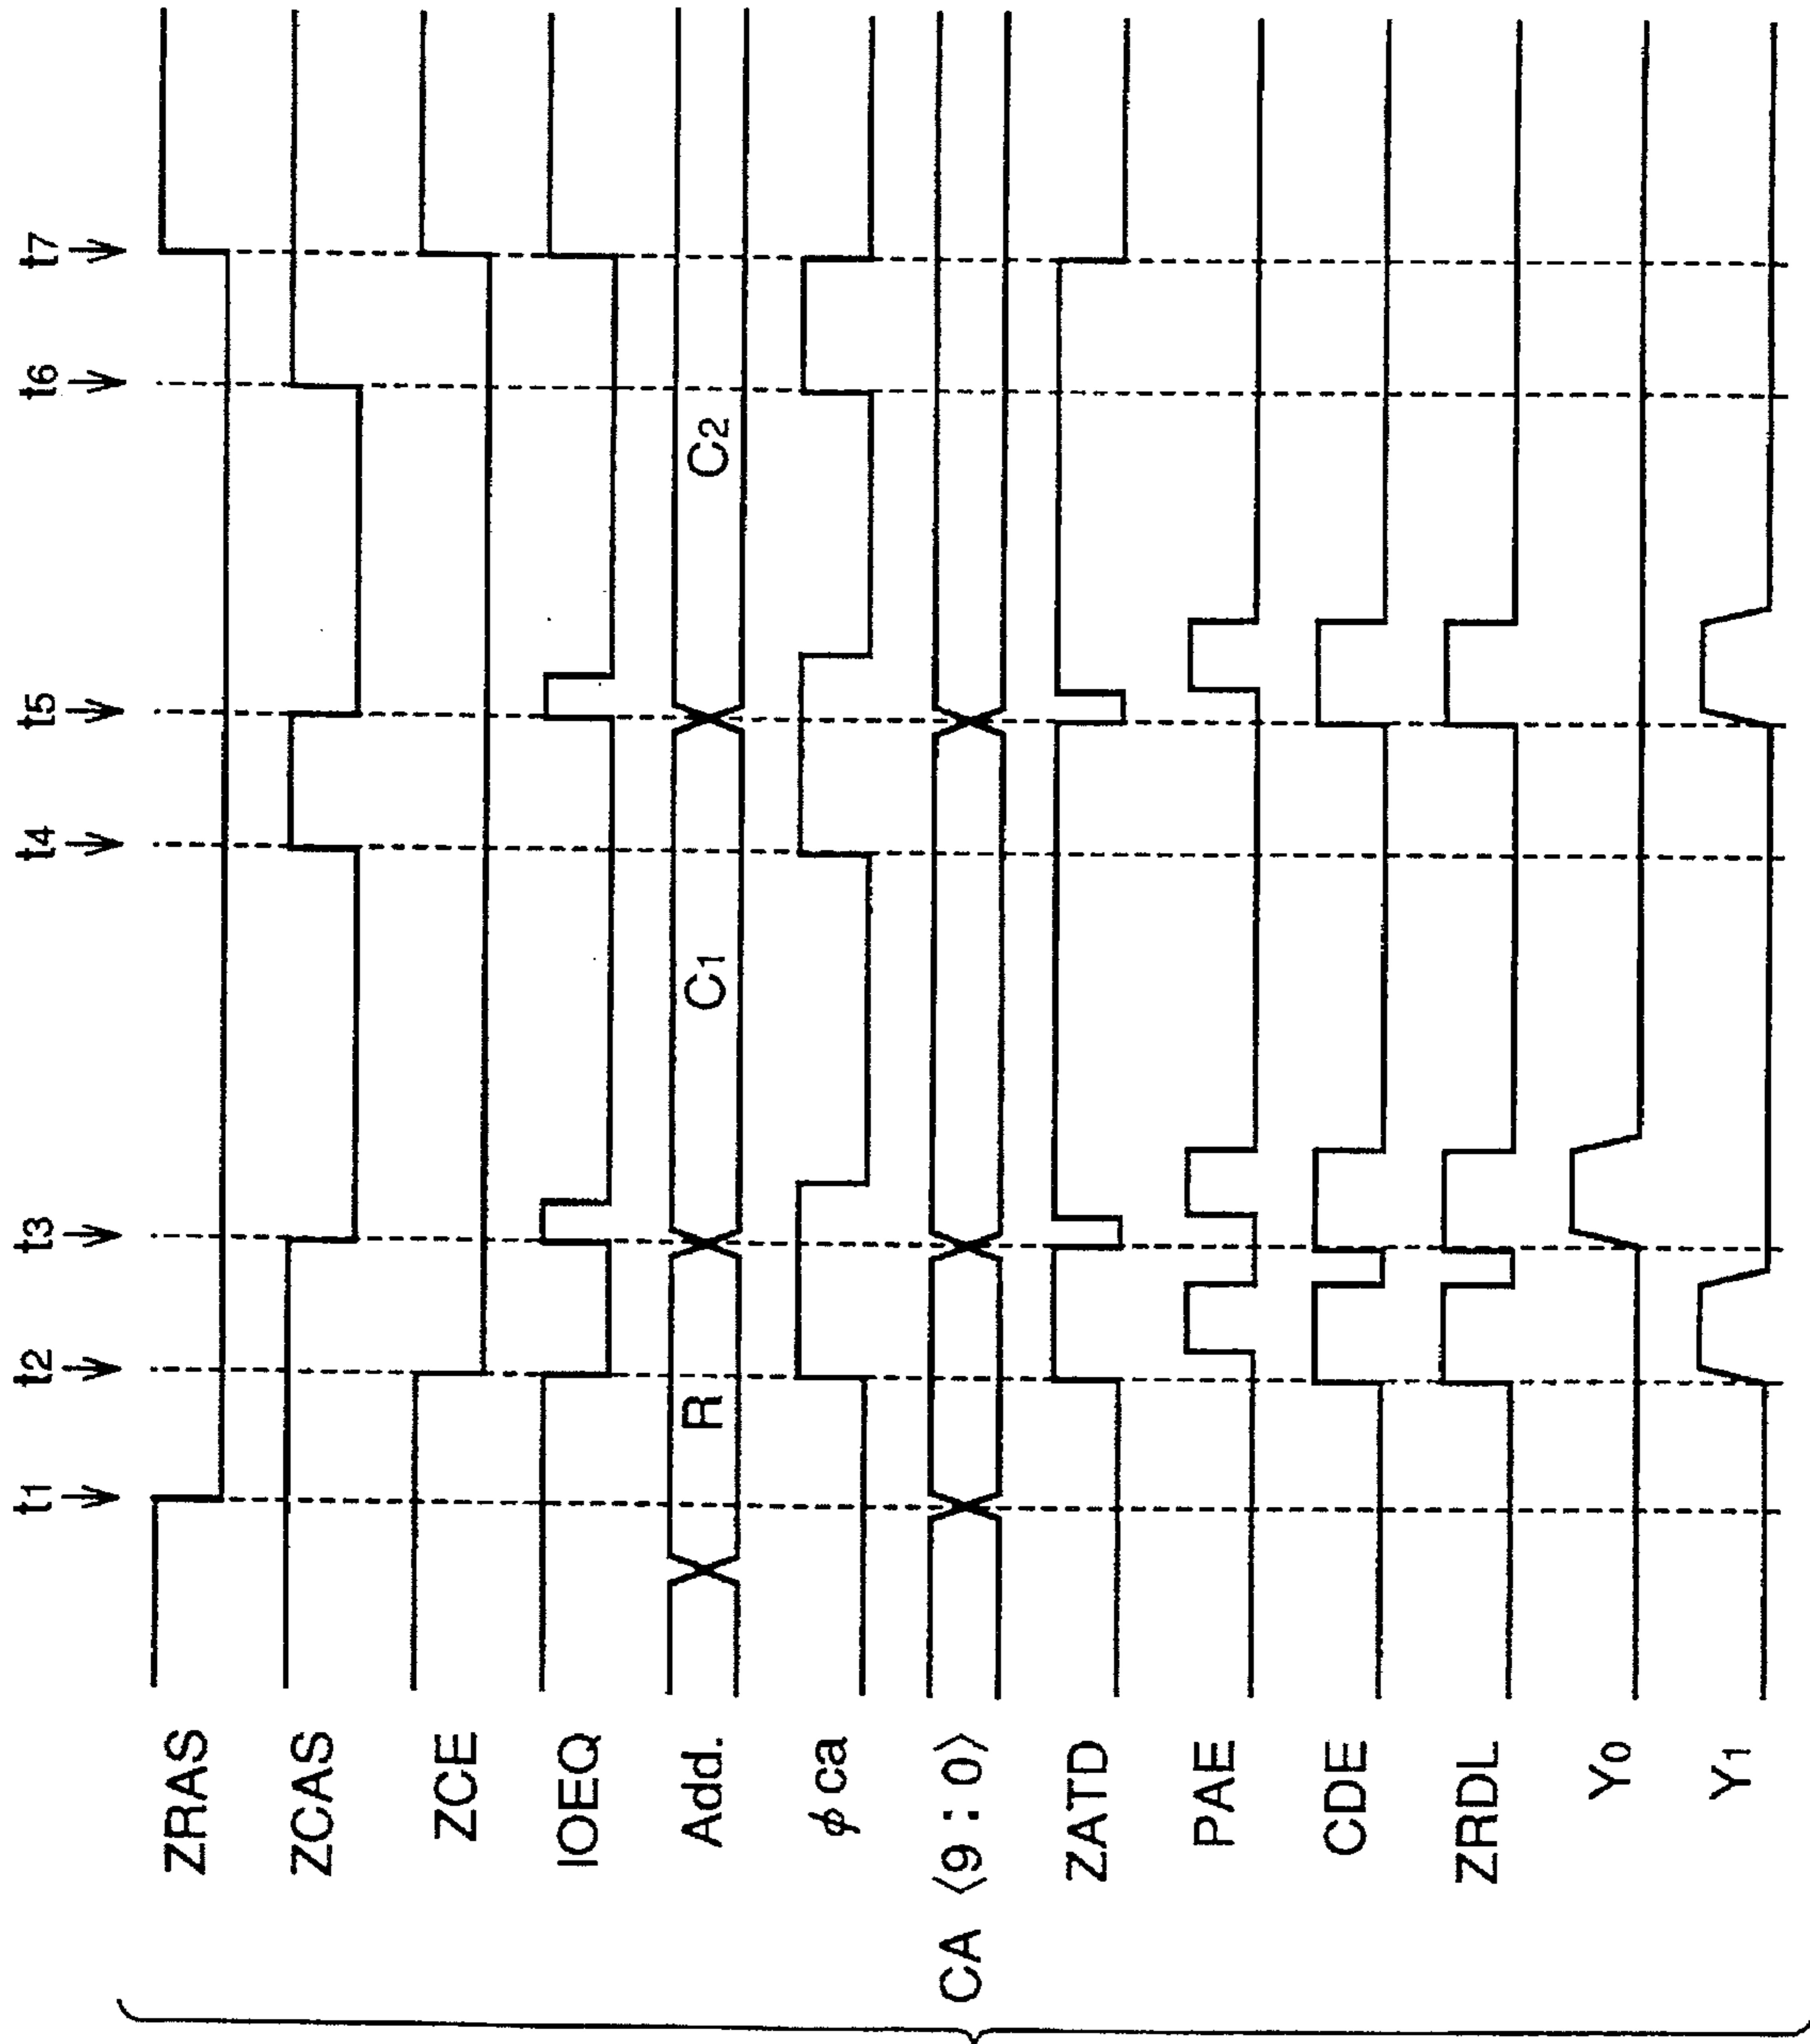 t1 t2 t3 t4 t5 t6 t7
ZRAS
ZCAS
ZCE
IOEQ
Add. R C1 C2
ϕ ca
CA ⟨9 : 0⟩
ZATD
PAE
CDE
ZRDL
Y0
Y1